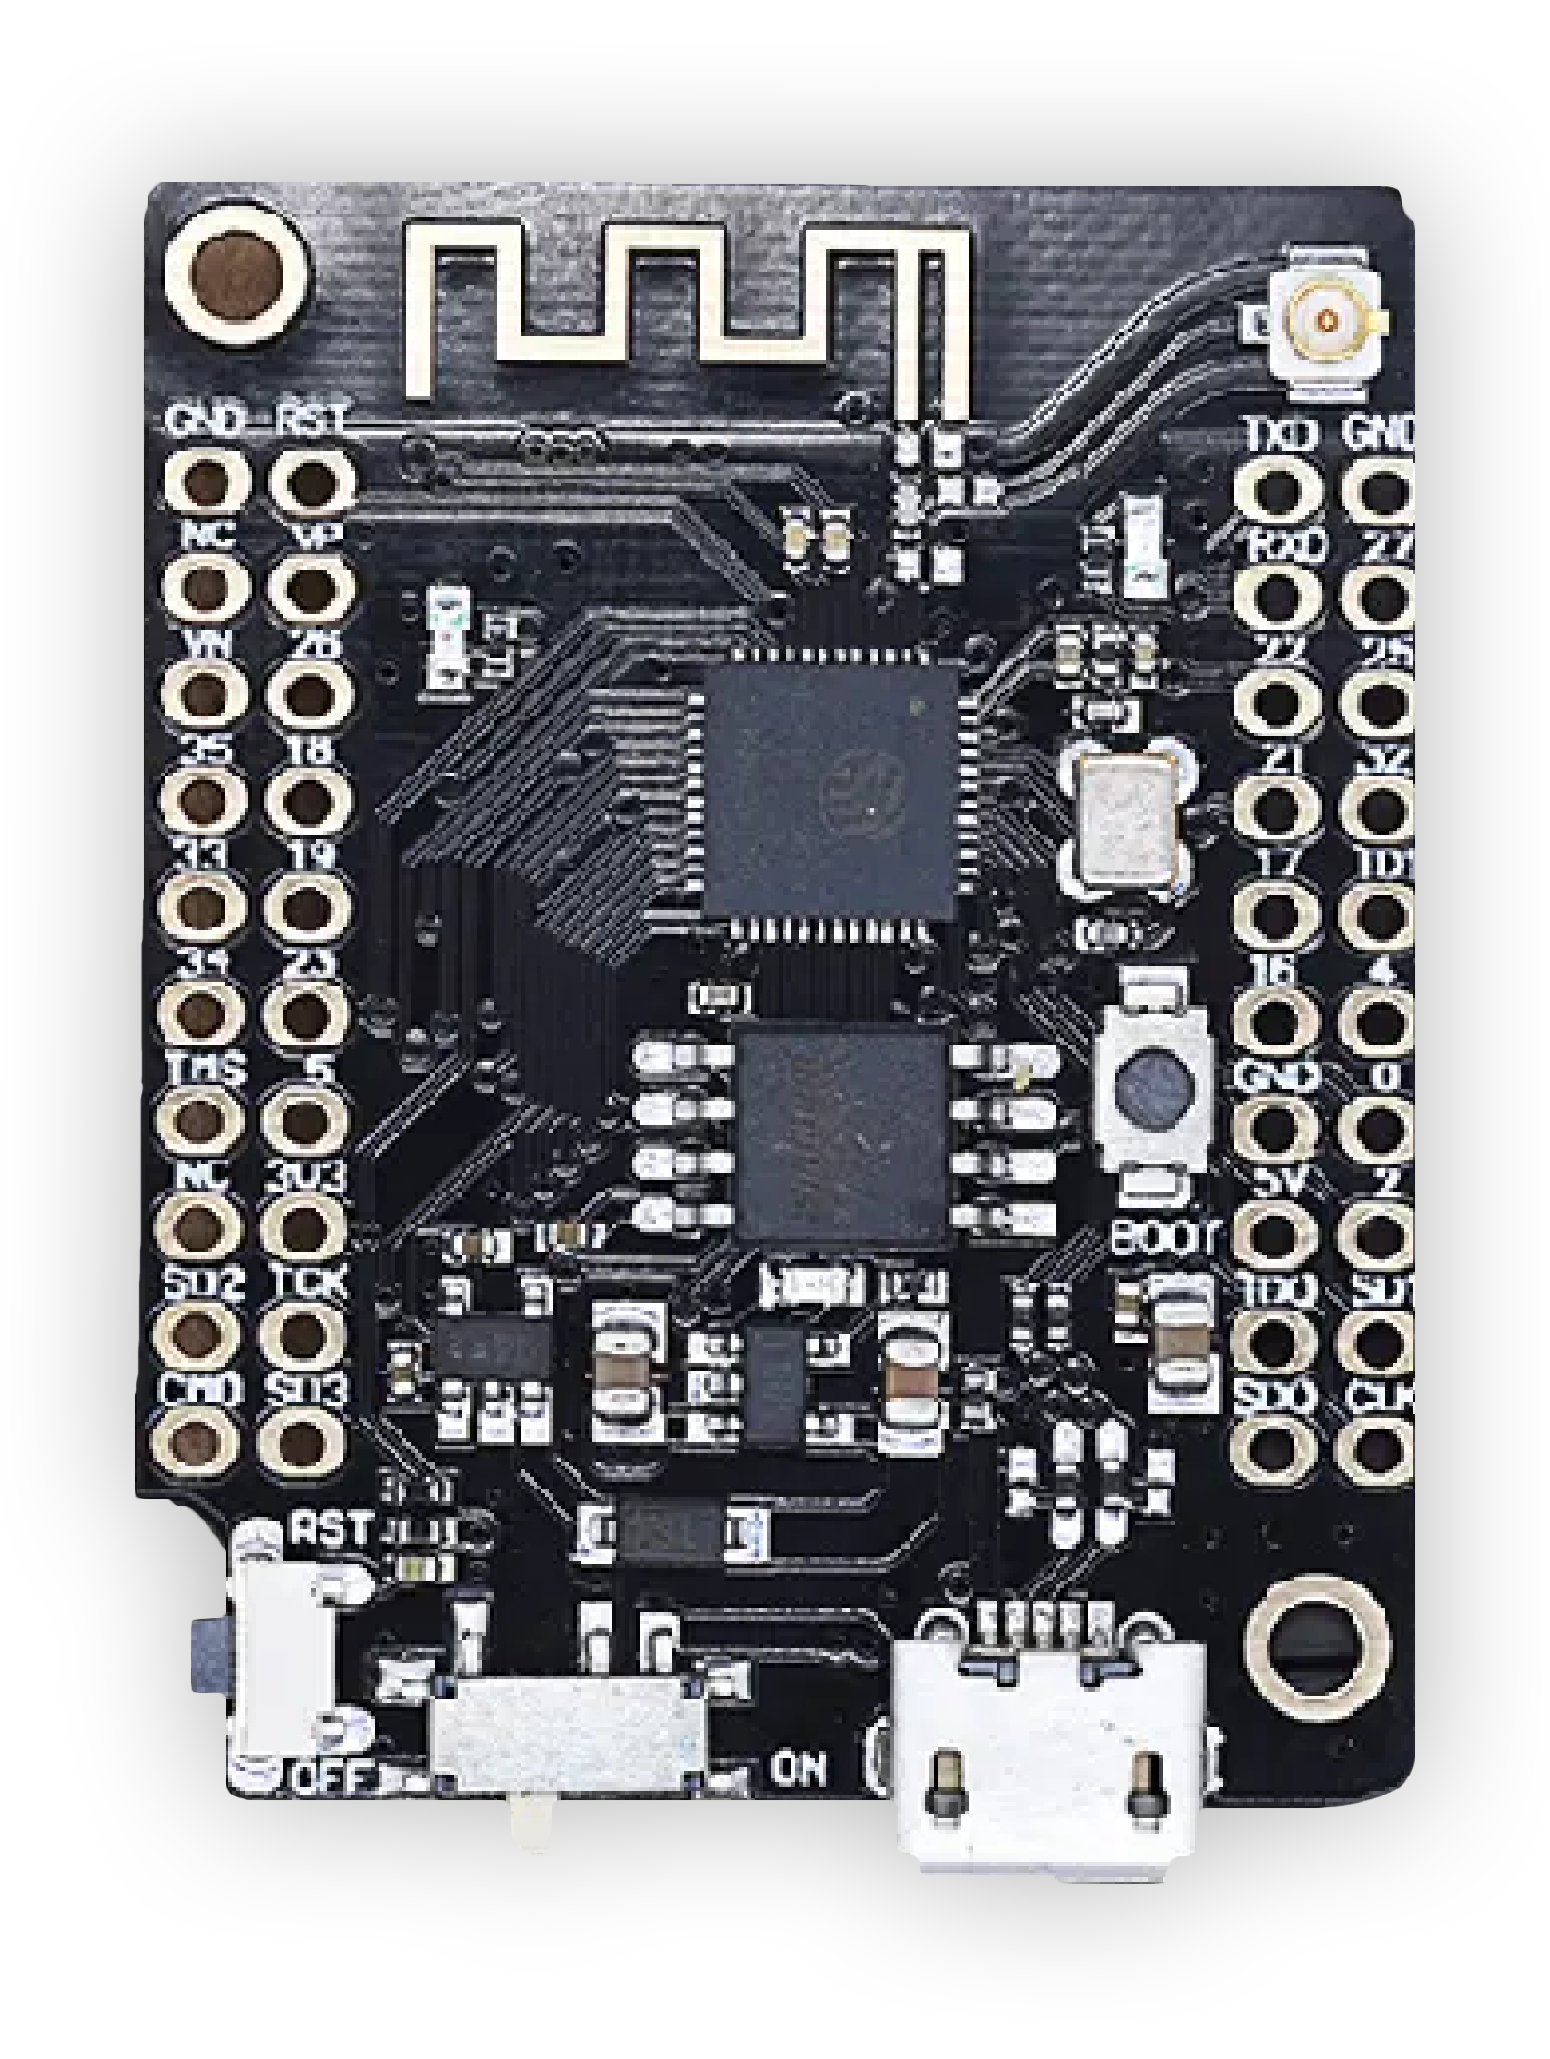 GND RST
TXD GND
NC VP
RXD 27
VN 26
22 25
35 18
21 32
33 19
17 TDI
34 23
16 4
TMS 5
GND 0
NC 3V3
5V 2
BOOT
SD2 TCK
TDO SD1
CMD SD3
SD0 CLK
RST
OFF
ON